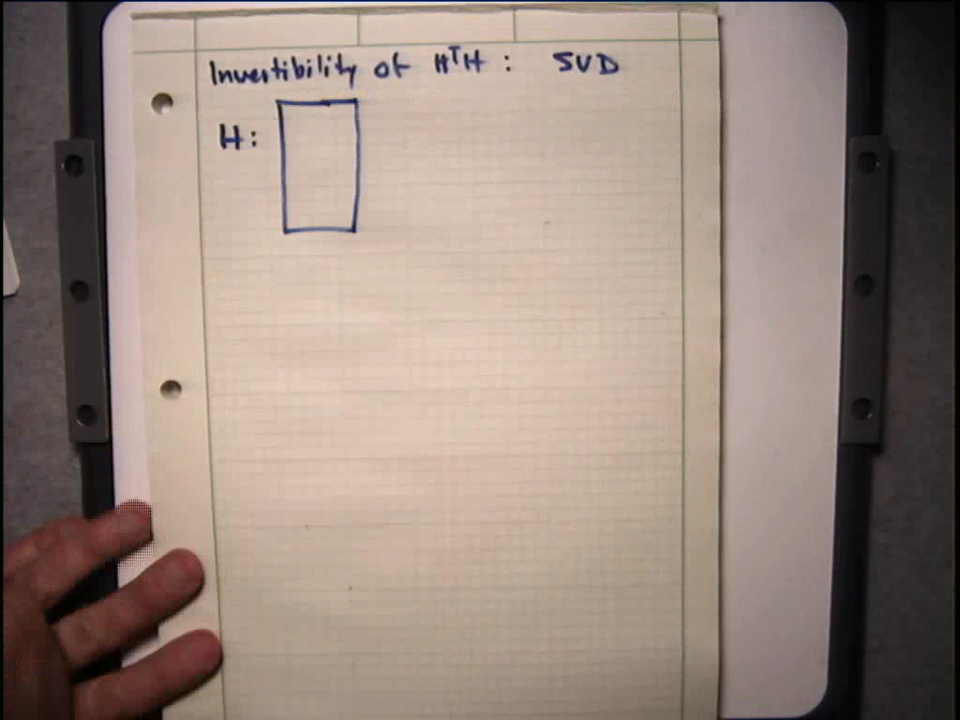 Invertibility of HᵀH : SVD
H: